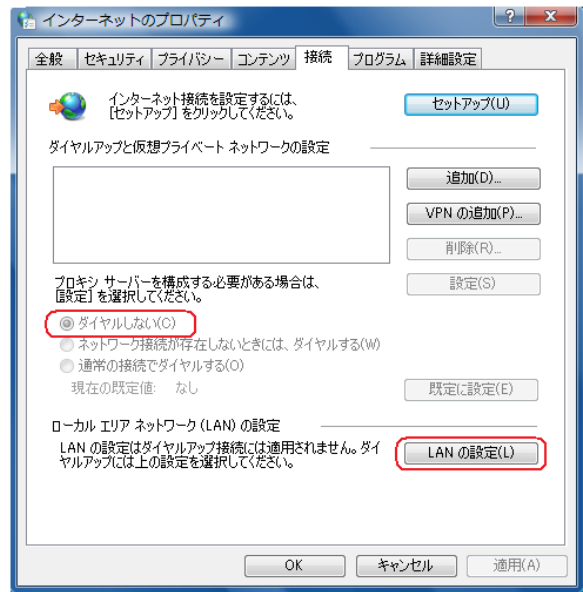 インターネットのプロパティ
全般 セキュリティ プライバシー コンテンツ 接続 プログラム 詳細設定
インターネット接続を設定するには、
[セットアップ] をクリックしてください。
セットアップ(U)
ダイヤルアップと仮想プライベート ネットワークの設定
追加(D)...
VPN の追加(P)...
削除(R)...
プロキシ サーバーを構成する必要がある場合は、
[設定] を選択してください。
設定(S)
ダイヤルしない(C)
ネットワーク接続が存在しないときには、ダイヤルする(W)
通常の接続でダイヤルする(O)
現在の既定値: なし
既定に設定(E)
ローカル エリア ネットワーク (LAN) の設定
LAN の設定はダイヤルアップ接続には適用されません。ダイ
ヤルアップには上の設定を選択してください。
LAN の設定(L)
OK キャンセル 適用(A)